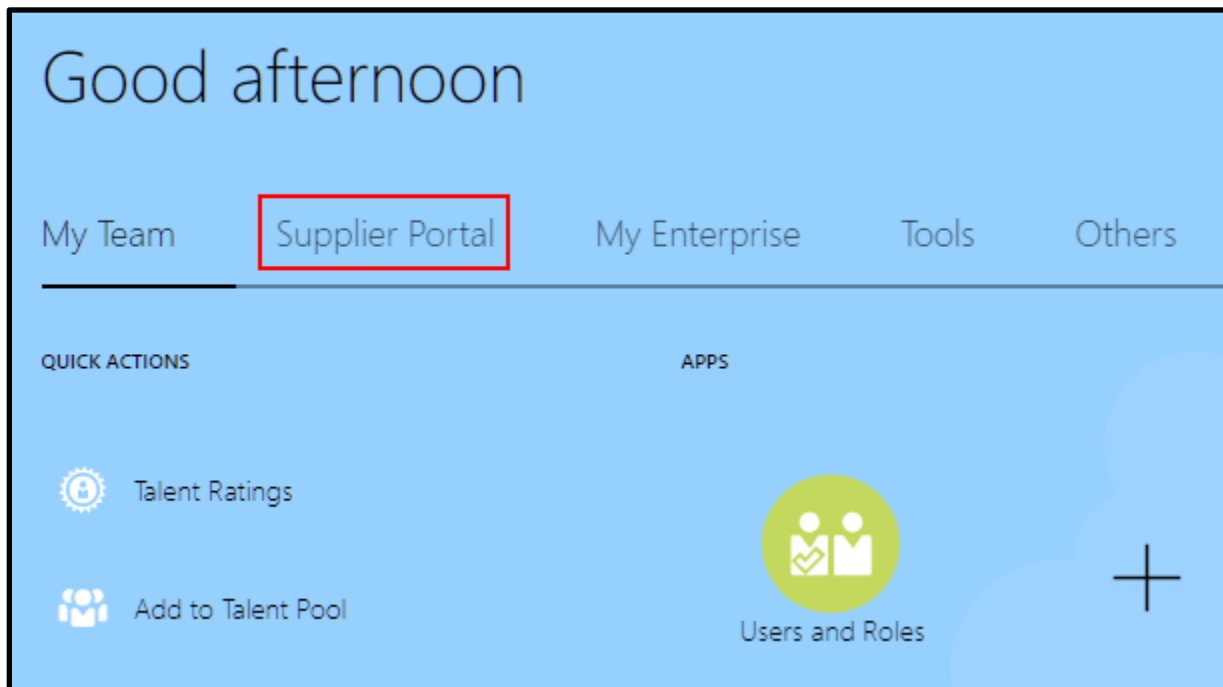 Good afternoon
My Team Supplier Portal My Enterprise Tools Others
QUICK ACTIONS APPS
Talent Ratings
Add to Talent Pool
Users and Roles